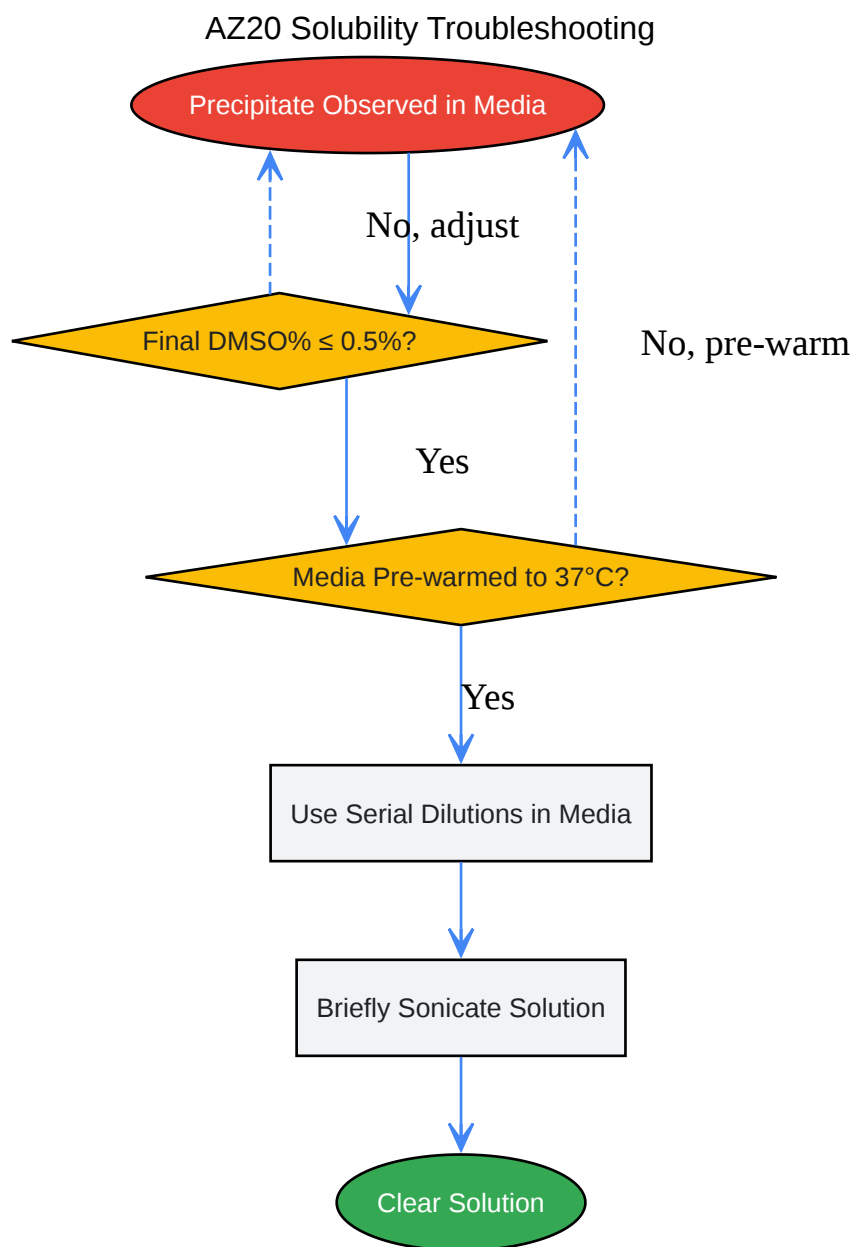 AZ20 Solubility Troubleshooting
Precipitate Observed in Media
No, adjust
Final DMSO% ≤ 0.5%?
No, pre-warm
Yes
Media Pre-warmed to 37°C?
Yes
Use Serial Dilutions in Media
Briefly Sonicate Solution
Clear Solution